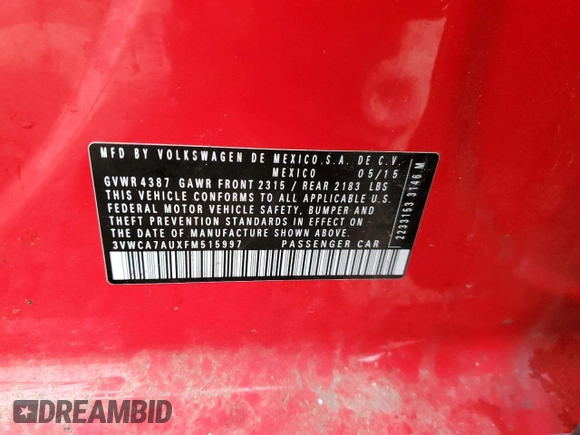 MFD BY VOLKSWAGEN DE MEXICO,S.A. DE C.V.
MEXICO 05/15
GVWR 4387 GAWR FRONT 2315 / REAR 2183 LBS
THIS VEHICLE CONFORMS TO ALL APPLICABLE U.S.
FEDERAL MOTOR VEHICLE SAFETY, BUMPER AND
THEFT PREVENTION STANDARDS IN EFFECT ON
THE DATE OF MANUFACTURE SHOWN ABOVE
3VWCA7AUXFM515997 PASSENGER CAR
2233153 3146 M
DREAMBID